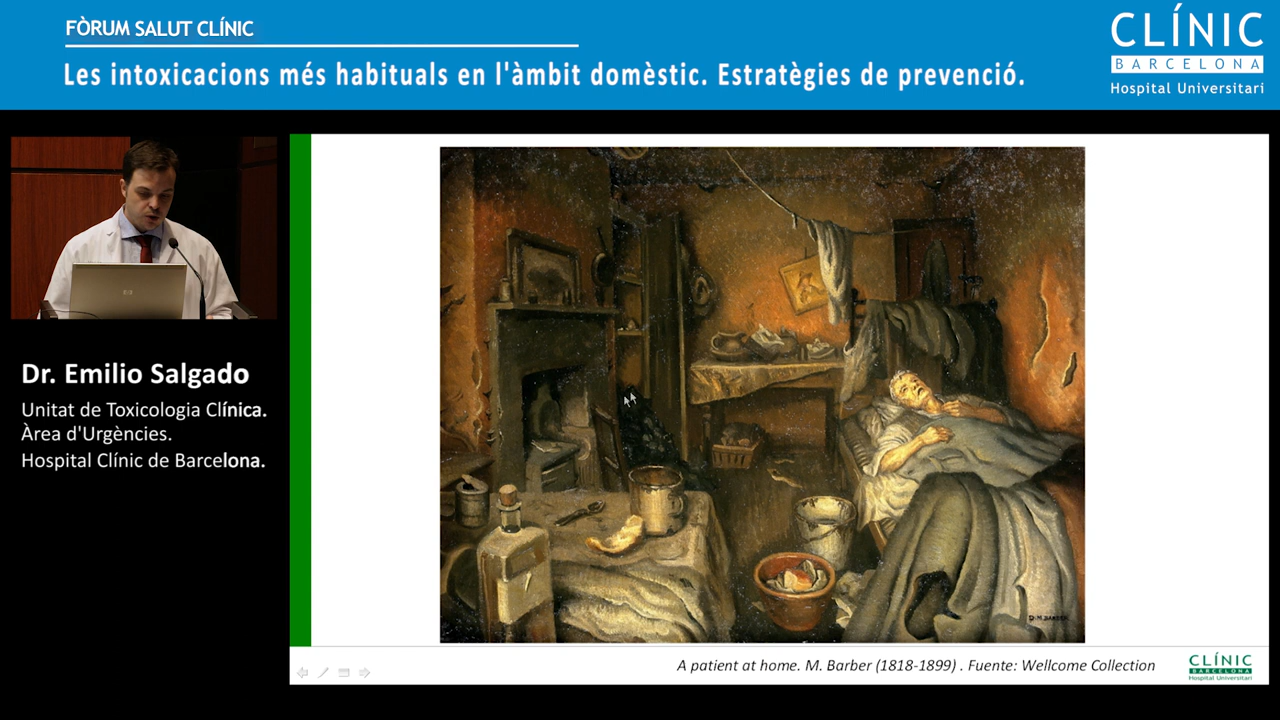 FÒRUM SALUT CLÍNIC
Les intoxicacions més habituals en l'àmbit domèstic. Estratègies de prevenció.
CLÍNIC
BARCELONA
Hospital Universitari
Dr. Emilio Salgado
Unitat de Toxicologia Clínica.
Àrea d'Urgències.
Hospital Clínic de Barcelona.
D.M. BARBER
A patient at home. M. Barber (1818-1899) . Fuente: Wellcome Collection
CLÍNIC
BARCELONA
Hospital Universitari